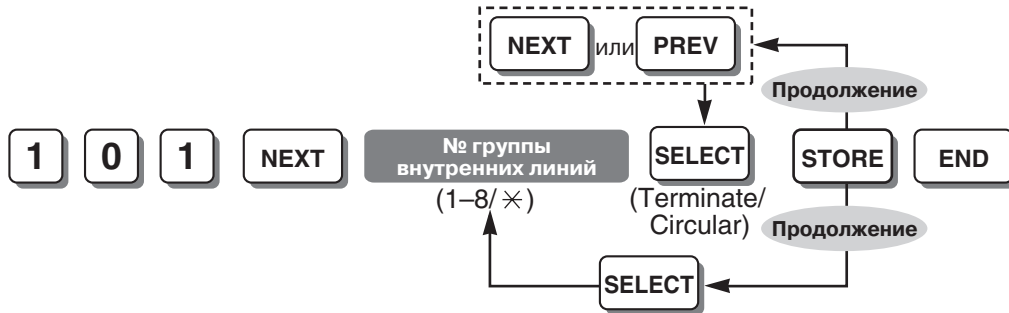 NEXT или PREV
Продолжение
1 0 1 NEXT № группы внутренних линий SELECT STORE END
(1–8/✳) (Terminate/
Circular)
Продолжение
SELECT